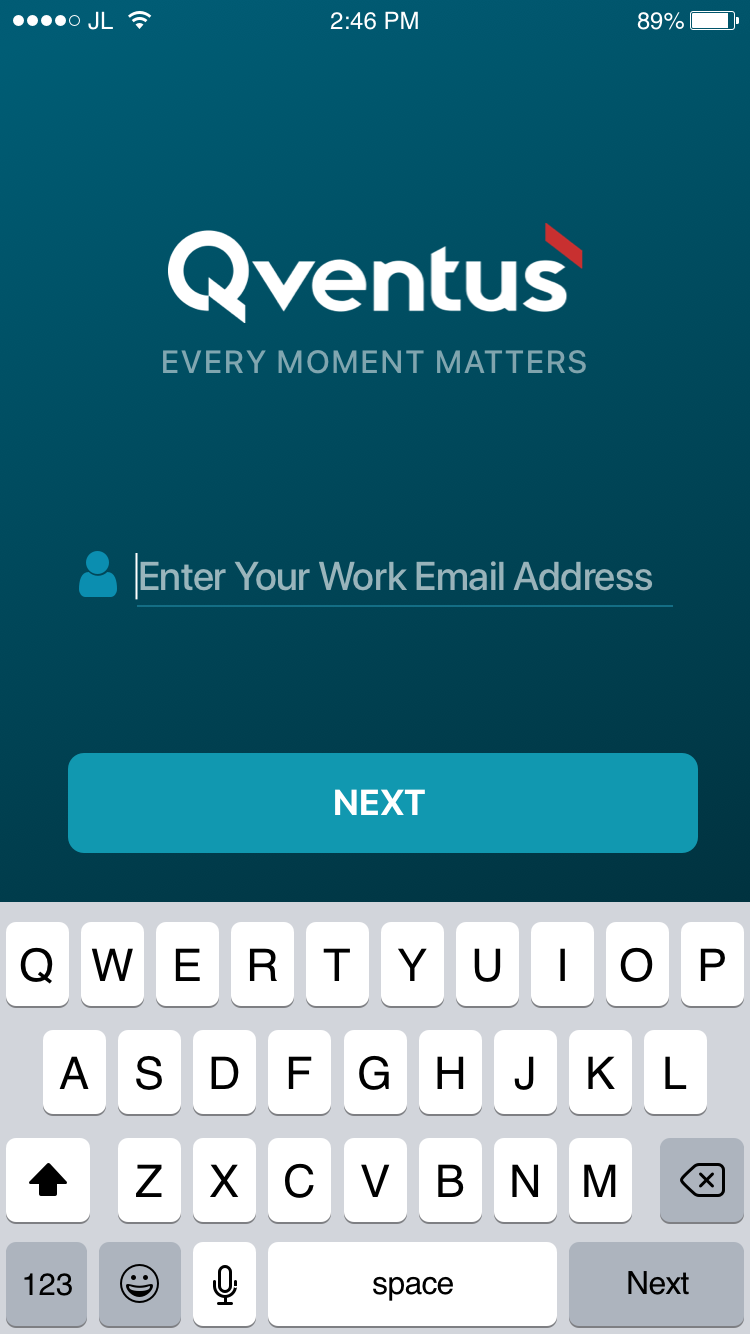 JL 2:46 PM 89%
Qventus
EVERY MOMENT MATTERS
Enter Your Work Email Address
NEXT
Q W E R T Y U I O P
A S D F G H J K L
Z X C V B N M
123 space Next